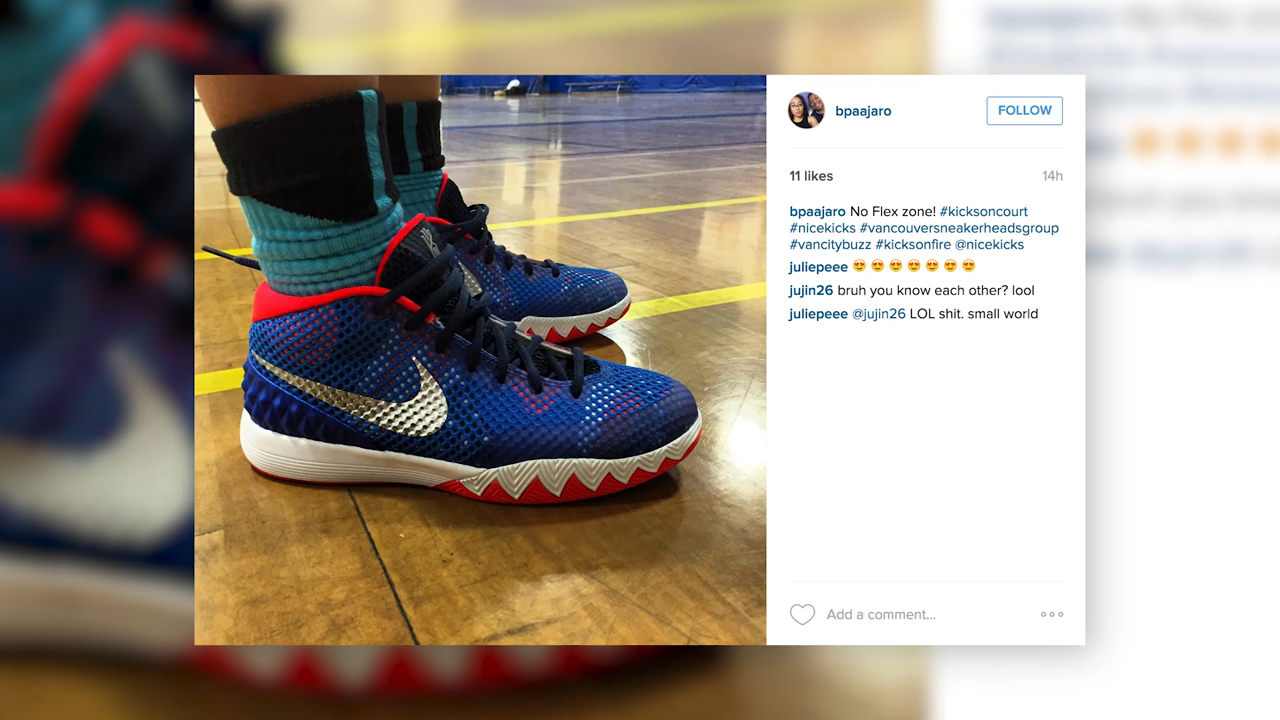 bpaajaro
FOLLOW
11 likes
14h
bpaajaro No Flex zone! #kicksoncourt
#nicekicks #vancouversneakerheadsgroup
#vancitybuzz #kicksonfire @nicekicks
juliepeee 😍 😍 😍 😍 😍 😍 😍
jujin26 bruh you know each other? lool
juliepeee @jujin26 LOL shit. small world
Add a comment...